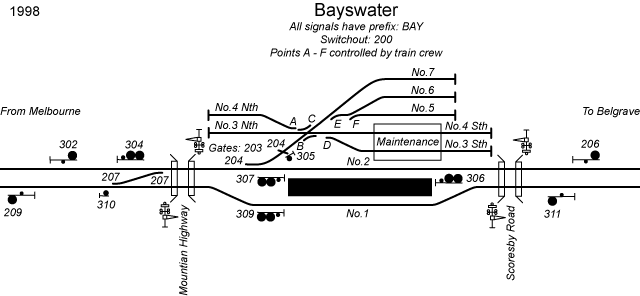 1998
Bayswater
All signals have prefix: BAY
Switchout: 200
Points A - F controlled by train crew
No.7
No.6
From Melbourne
No.4 Nth
A
C
E
F
No.5
To Belgrave
No.3 Nth
No.4 Sth
302
304
Gates: 203
204
B
D
Maintenance
No.3 Sth
206
305
204
No.2
207
207
307
306
209
310
309
No.1
311
Mountian Highway
Scoresby Road